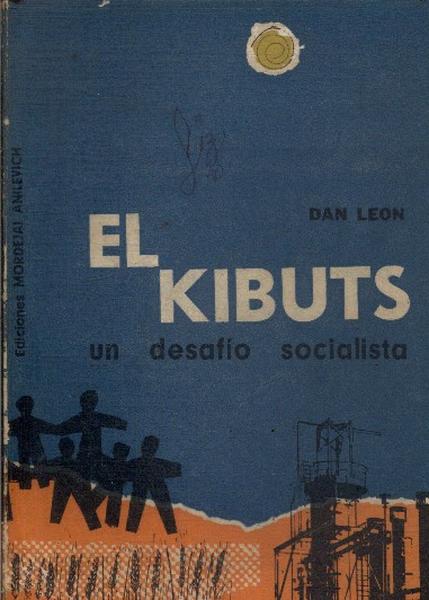 DAN LEON
EL
KIBUTS
un desafío socialista
Ediciones MORDEJAI ANILEVICH